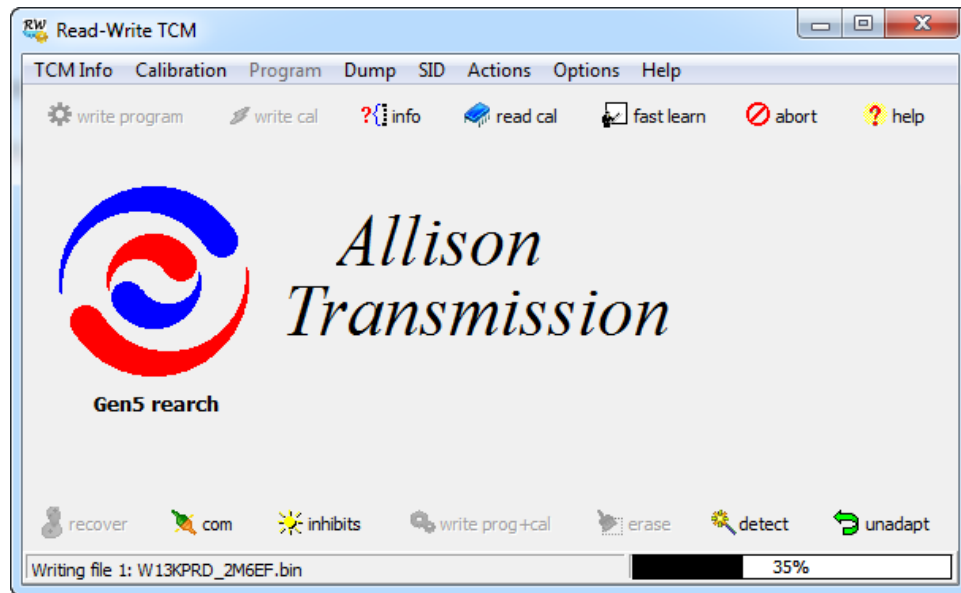 Read-Write TCM
TCM Info Calibration Program Dump SID Actions Options Help
write program write cal info read cal fast learn abort help
Allison
Transmission
Gen5 rearch
recover com inhibits write prog+cal erase detect unadapt
Writing file 1: W13KPRD_2M6EF.bin 35%